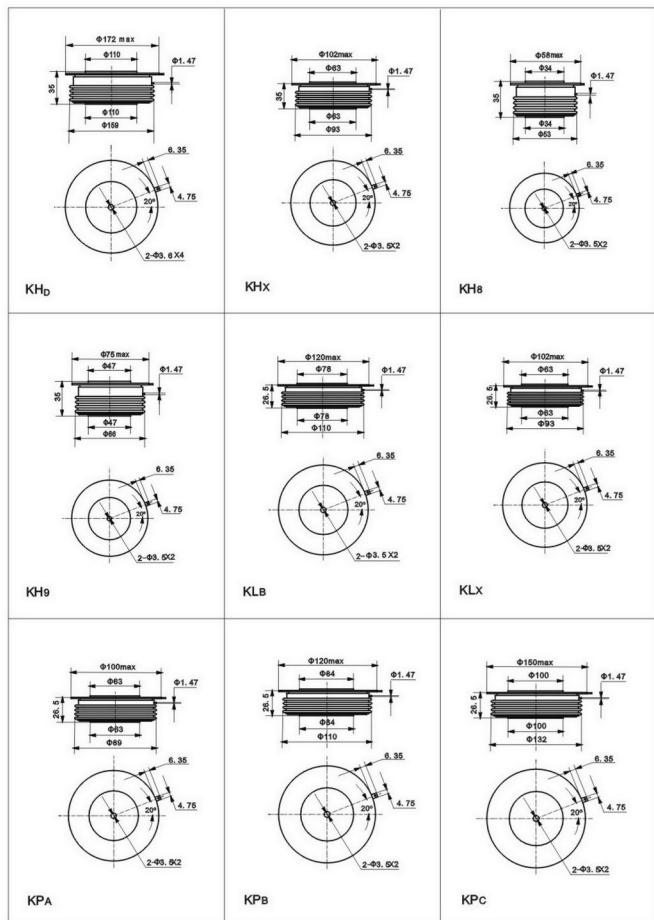 Φ172 max
Φ110
Φ1.47
35
Φ110
Φ159
6.35
4.75
20°
2-Φ3.6X4
KHD
Φ102max
Φ63
Φ1.47
35
Φ63
Φ93
6.35
4.75
20°
2-Φ3.5X2
KHX
Φ58max
Φ34
Φ1.47
35
Φ34
Φ53
6.35
4.75
20°
2-Φ3.5X2
KH8
Φ75max
Φ47
Φ1.47
35
Φ47
Φ66
6.35
4.75
20°
2-Φ3.5X2
KH9
Φ120max
Φ78
Φ1.47
26.5
Φ78
Φ110
6.35
4.75
20°
2-Φ3.5X2
KLB
Φ102max
Φ63
Φ1.47
26.5
Φ63
Φ93
6.35
4.75
20°
2-Φ3.5X2
KLX
Φ100max
Φ63
Φ1.47
26.5
Φ63
Φ89
6.35
4.75
20°
2-Φ3.5X2
KPA
Φ120max
Φ84
Φ1.47
26.5
Φ84
Φ110
6.35
4.75
20°
2-Φ3.5X2
KPB
Φ150max
Φ100
Φ1.47
26.5
Φ100
Φ132
6.35
4.75
20°
2-Φ3.5X2
KPC